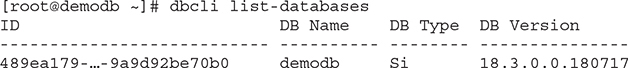 [root@demodb ~]# dbcli list-databases
ID DB Name DB Type DB Version
-------------------------- ---------- -------- ---------------
489ea179-…-9a9d92be70b0 demodb Si 18.3.0.0.180717